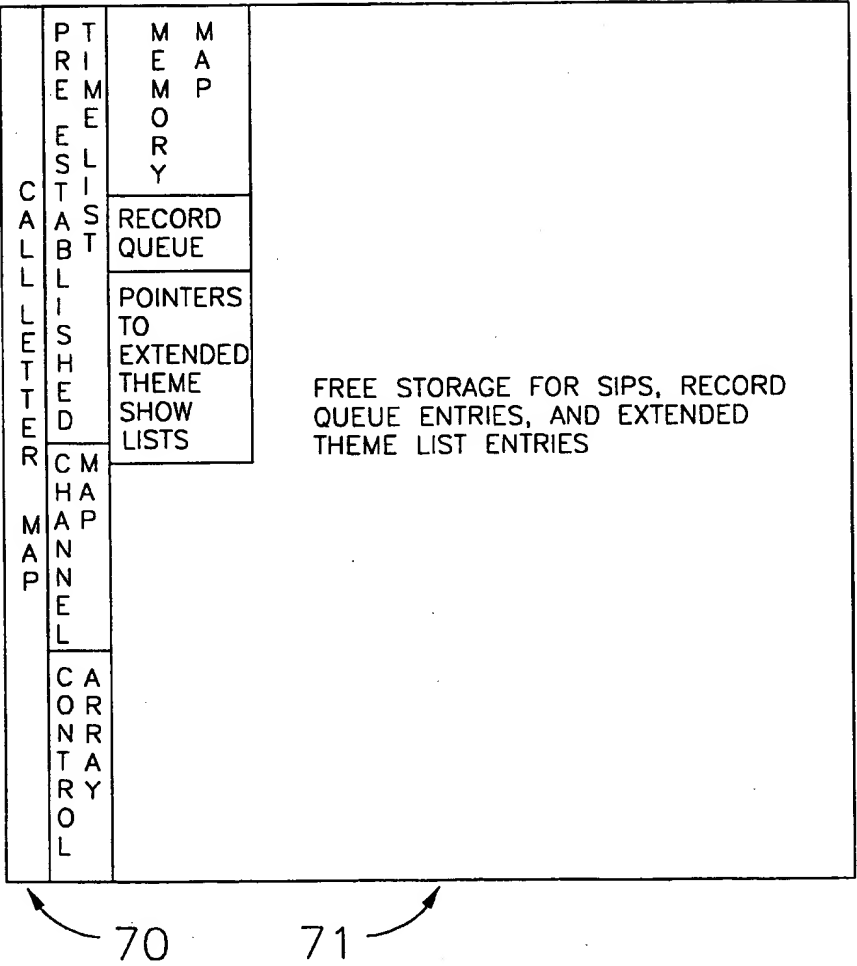 CALL LETTER MAP
PRE ESTABLISHED
TIME LIST
CHANNEL
MAP
CONTROL
ARRAY
MEMORY
MAP
RECORD
QUEUE
POINTERS
TO
EXTENDED
THEME
SHOW
LISTS
FREE STORAGE FOR SIPS, RECORD
QUEUE ENTRIES, AND EXTENDED
THEME LIST ENTRIES
70
71